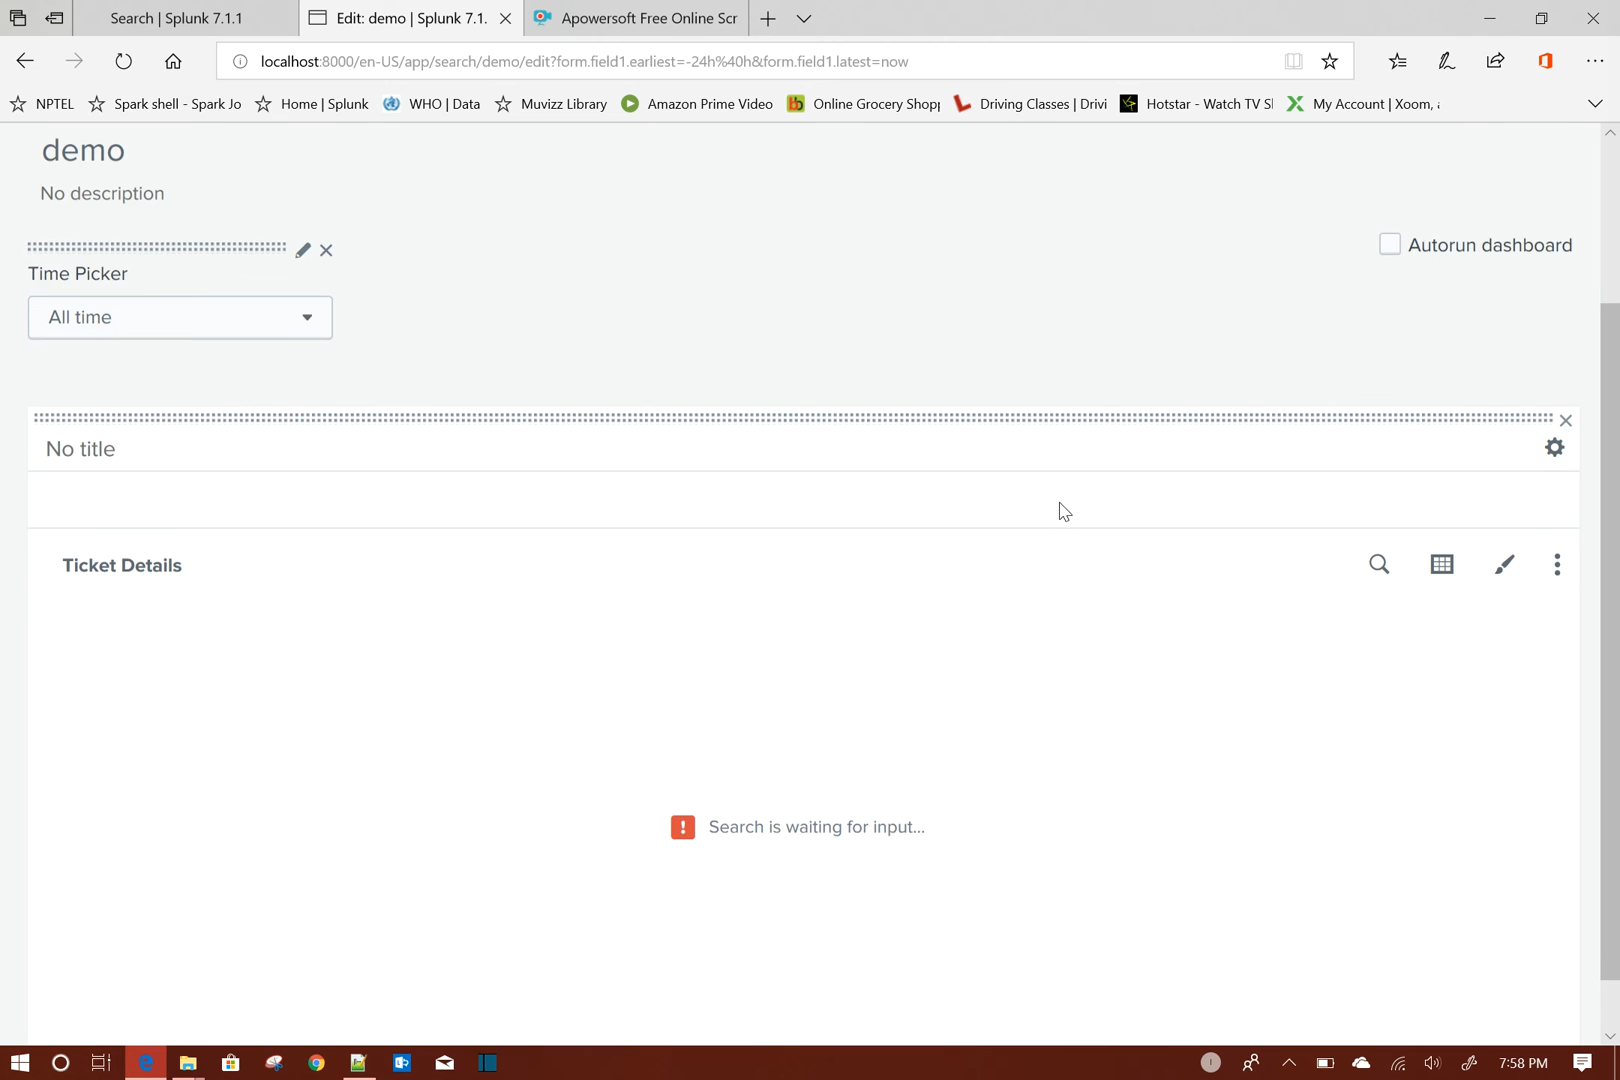 Search | Splunk 7.1.1
Edit: demo | Splunk 7.1.
Apowersoft Free Online Scr
localhost:8000/en-US/app/search/demo/edit?form.field1.earliest=-24h%40h&form.field1.latest=now
NPTEL
Spark shell - Spark Jo
Home | Splunk
WHO | Data
Muvizz Library
Amazon Prime Video
Online Grocery Shopp
Driving Classes | Drivi
Hotstar - Watch TV Sl
My Account | Xoom, a
demo
No description
Autorun dashboard
Time Picker
All time
No title
Ticket Details
Search is waiting for input...
7:58 PM